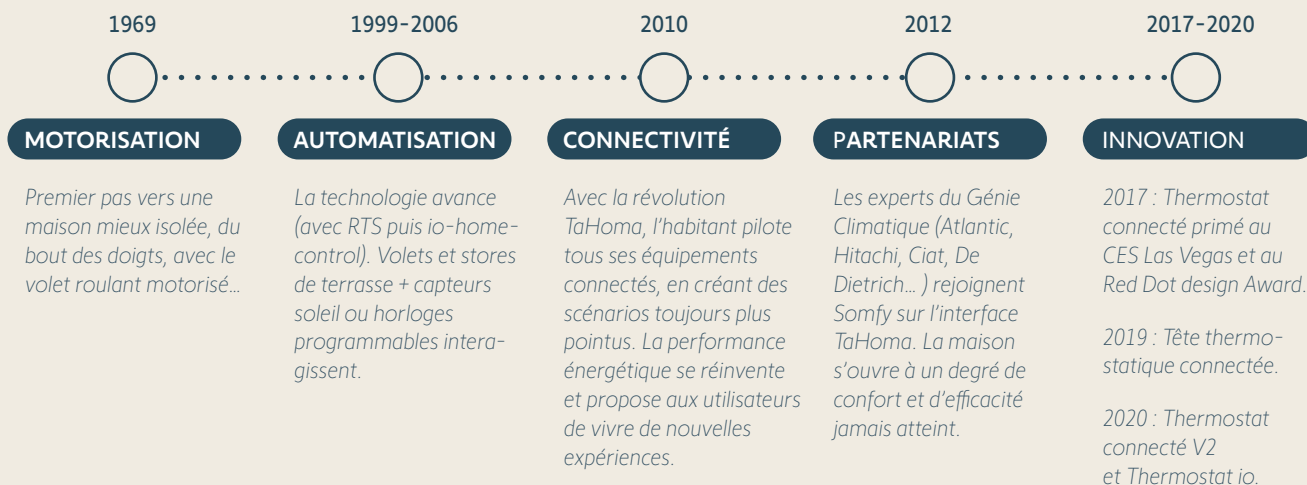 1969
1999-2006
2010
2012
2017-2020
MOTORISATION
AUTOMATISATION
CONNECTIVITÉ
PARTENARIATS
INNOVATION
Premier pas vers une
maison mieux isolée, du
bout des doigts, avec le
volet roulant motorisé...
La technologie avance
(avec RTS puis io-home-
control). Volets et stores
de terrasse + capteurs
soleil ou horloges
programmables intera-
gissent.
Avec la révolution
TaHoma, l'habitant pilote
tous ses équipements
connectés, en créant des
scénarios toujours plus
pointus. La performance
énergétique se réinvente
et propose aux utilisateurs
de vivre de nouvelles
expériences.
Les experts du Génie
Climatique (Atlantic,
Hitachi, Ciat, De
Dietrich... ) rejoignent
Somfy sur l'interface
TaHoma. La maison
s'ouvre à un degré de
confort et d'efficacité
jamais atteint.
2017 : Thermostat
connecté primé au
CES Las Vegas et au
Red Dot design Award.
2019 : Tête thermo-
statique connectée.
2020 : Thermostat
connecté V2
et Thermostat io.